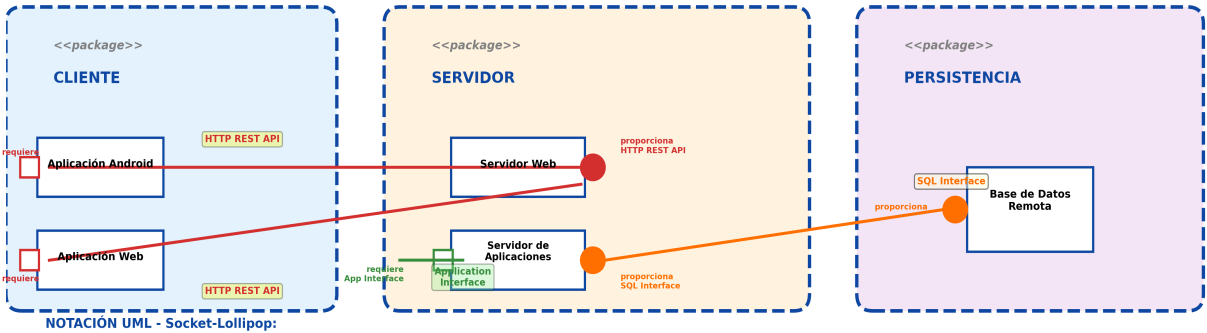 <<package>>
CLIENTE
<<package>>
SERVIDOR
<<package>>
PERSISTENCIA
HTTP REST API
requiere
Aplicación Android
Servidor Web
proporciona
HTTP REST API
SQL Interface
Base de Datos
Remota
proporciona
Aplicación Web
requiere
HTTP REST API
Servidor de
Aplicaciones
requiere
App Interface
Application
Interface
proporciona
SQL Interface
NOTACIÓN UML - Socket-Lollipop: